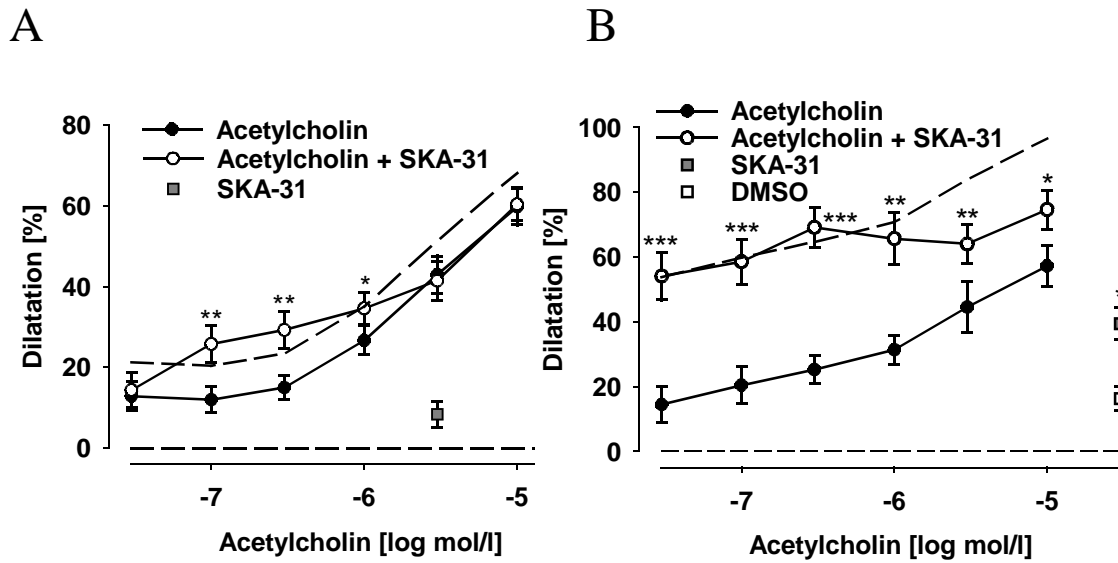 A
Acetylcholin
Acetylcholin + SKA-31
SKA-31
80
60
40
20
0
Dilatation [%]
**
**
*
-7
-6
-5
Acetylcholin [log mol/l]
B
Acetylcholin
Acetylcholin + SKA-31
SKA-31
DMSO
100
80
60
40
20
0
Dilatation [%]
***
***
***
**
**
*
-7
-6
-5
Acetylcholin [log mol/l]